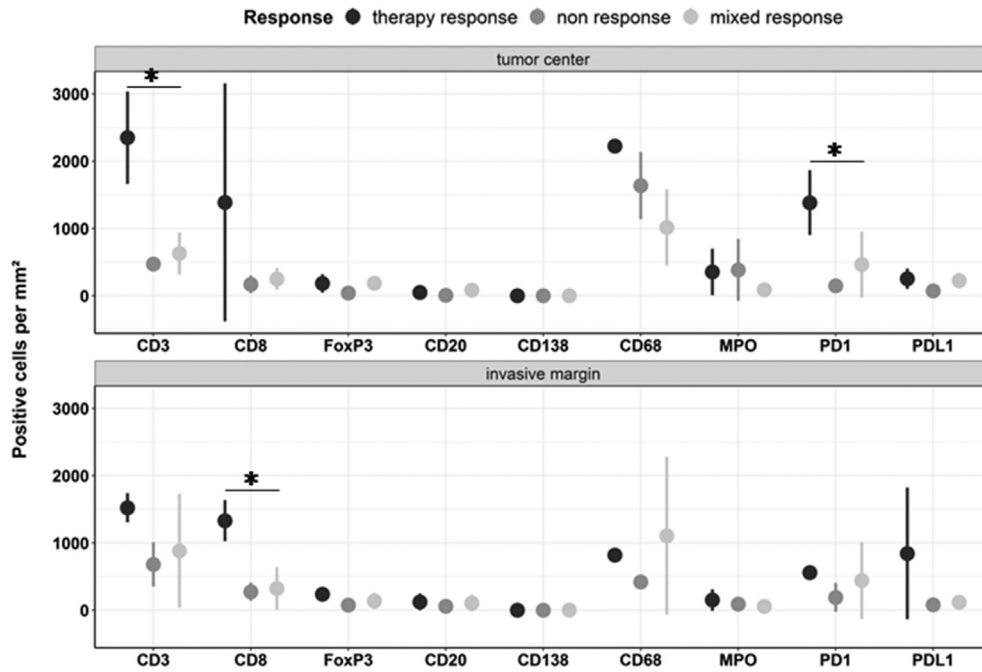 Response therapy response non response mixed response
tumor center
*
*
3000
2000
1000
0
CD3 CD8 FoxP3 CD20 CD138 CD68 MPO PD1 PDL1
Positive cells per mm²
invasive margin
*
3000
2000
1000
0
CD3 CD8 FoxP3 CD20 CD138 CD68 MPO PD1 PDL1